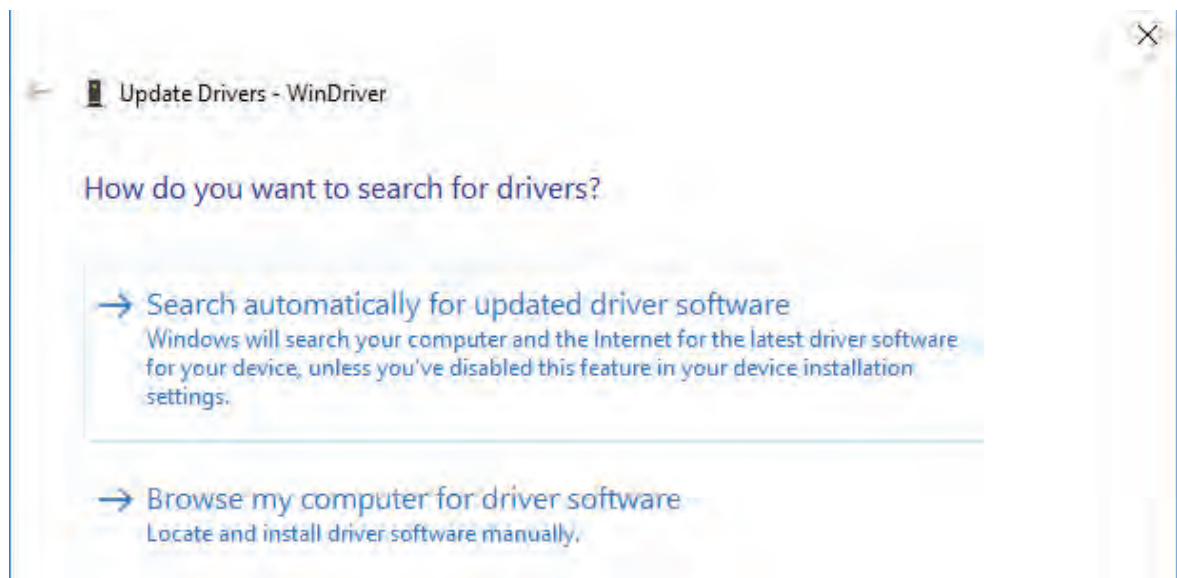 Update Drivers - WinDriver
How do you want to search for drivers?
Search automatically for updated driver software
Windows will search your computer and the Internet for the latest driver software
for your device, unless you've disabled this feature in your device installation
settings.
Browse my computer for driver software
Locate and install driver software manually.